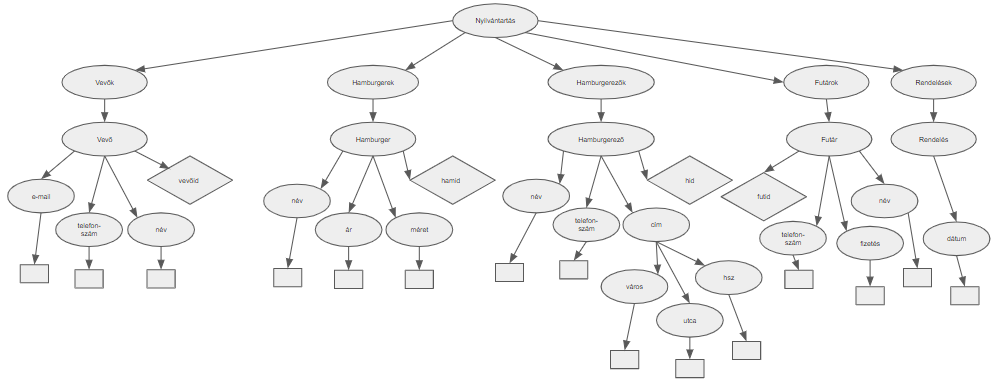 Nyilvántartás
Vevők
Hamburgerek
Hamburgerezők
Futárok
Rendelések
Vevő
Hamburger
Hamburgerező
Futár
Rendelés
e-mail
telefon-
szám
név
vevőid
név
ár
méret
hamid
név
telefon-
szám
cím
hid
város
utca
hsz
futid
telefon-
szám
fizetés
név
dátum